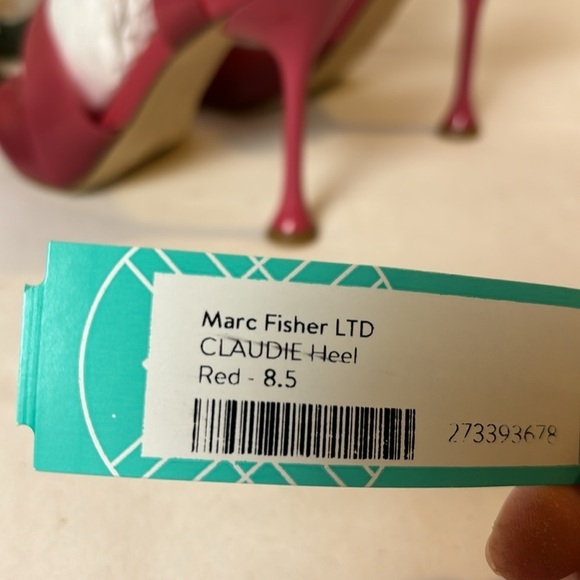 Marc Fisher LTD
CLAUDIE Heel
Red - 8.5
273393678